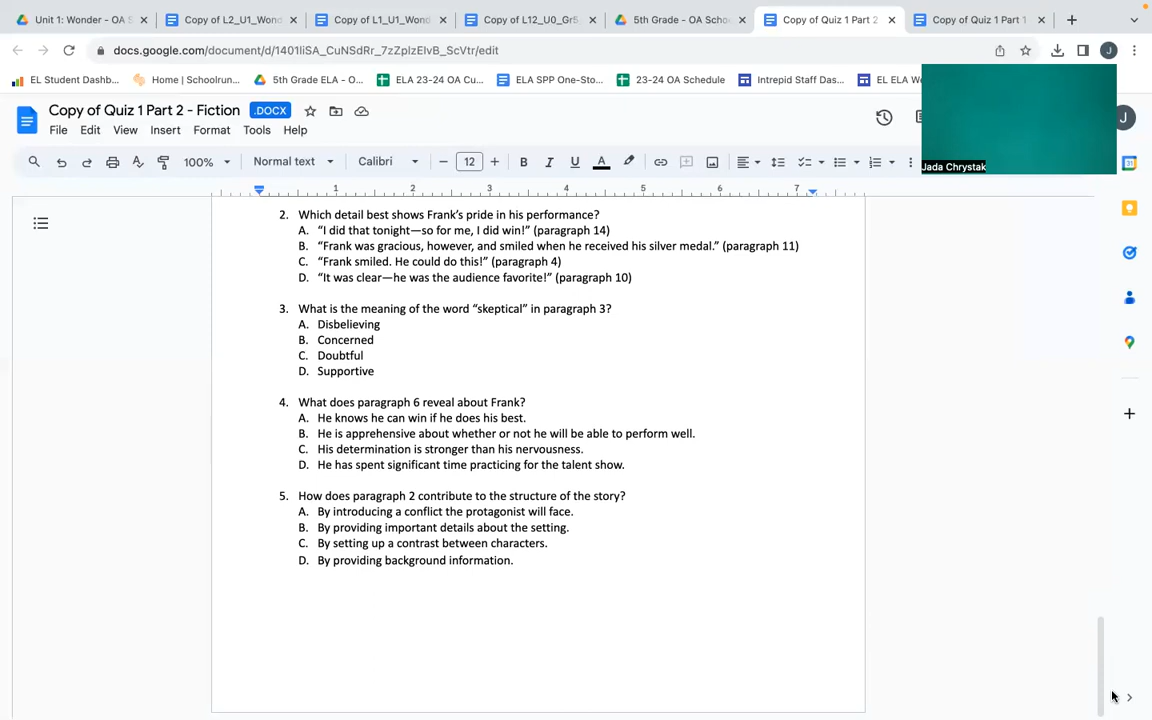 Unit 1: Wonder - OA S
Copy of L2_U1_Wond
Copy of L1_U1_Wond
Copy of L12_U0_Gr5
5th Grade - OA Schoo
Copy of Quiz 1 Part 2
Copy of Quiz 1 Part 1
docs.google.com/document/d/1401IiSA_CuNSdRr_7zZpIzEIvB_ScVtr/edit
J
EL Student Dashb...
Home | Schoolrun...
5th Grade ELA - O...
ELA 23-24 OA Cu...
ELA SPP One-Sto...
23-24 OA Schedule
Intrepid Staff Das...
EL ELA We
Copy of Quiz 1 Part 2 - Fiction
.DOCX
File Edit View Insert Format Tools Help
J
Jada Chrystak
100% Normal text Calibri 12 B I U A
1 2 3 4 5 6 7
2. Which detail best shows Frank's pride in his performance?
A. “I did that tonight—so for me, I did win!” (paragraph 14)
B. “Frank was gracious, however, and smiled when he received his silver medal.” (paragraph 11)
C. “Frank smiled. He could do this!” (paragraph 4)
D. “It was clear—he was the audience favorite!” (paragraph 10)
3. What is the meaning of the word “skeptical” in paragraph 3?
A. Disbelieving
B. Concerned
C. Doubtful
D. Supportive
4. What does paragraph 6 reveal about Frank?
A. He knows he can win if he does his best.
B. He is apprehensive about whether or not he will be able to perform well.
C. His determination is stronger than his nervousness.
D. He has spent significant time practicing for the talent show.
5. How does paragraph 2 contribute to the structure of the story?
A. By introducing a conflict the protagonist will face.
B. By providing important details about the setting.
C. By setting up a contrast between characters.
D. By providing background information.